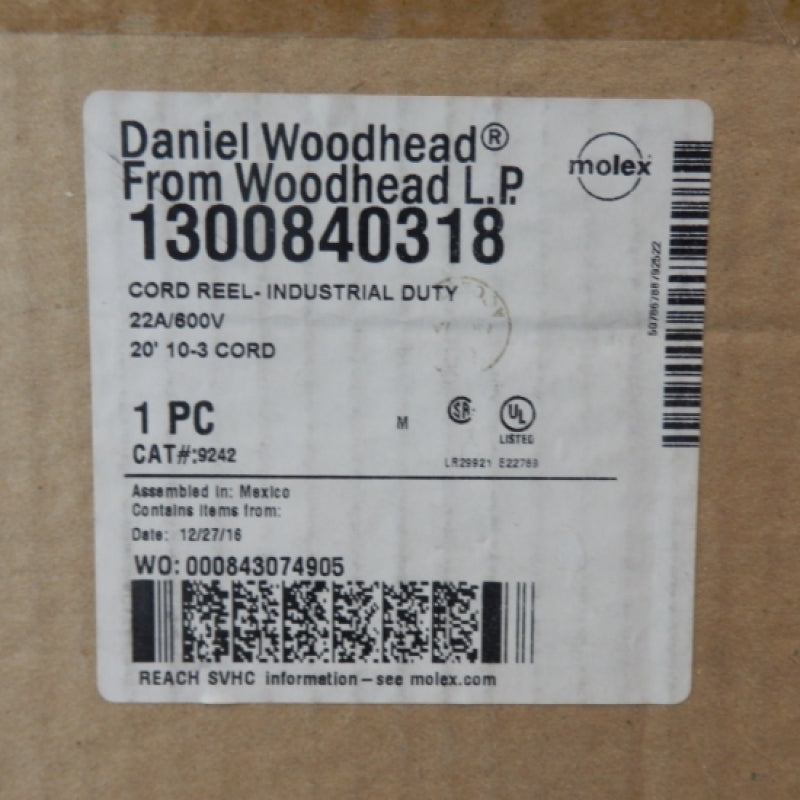 Daniel Woodhead®
From Woodhead L.P.
molex
1300840318
CORD REEL- INDUSTRIAL DUTY
22A/600V
20' 10-3 CORD
1 PC
M
SA
UL
LISTED
CAT#:9242
LR29921 E22769
Assembled in: Mexico
Contains items from:
Date: 12/27/16
WO: 000843074905
REACH SVHC information – see molex.com